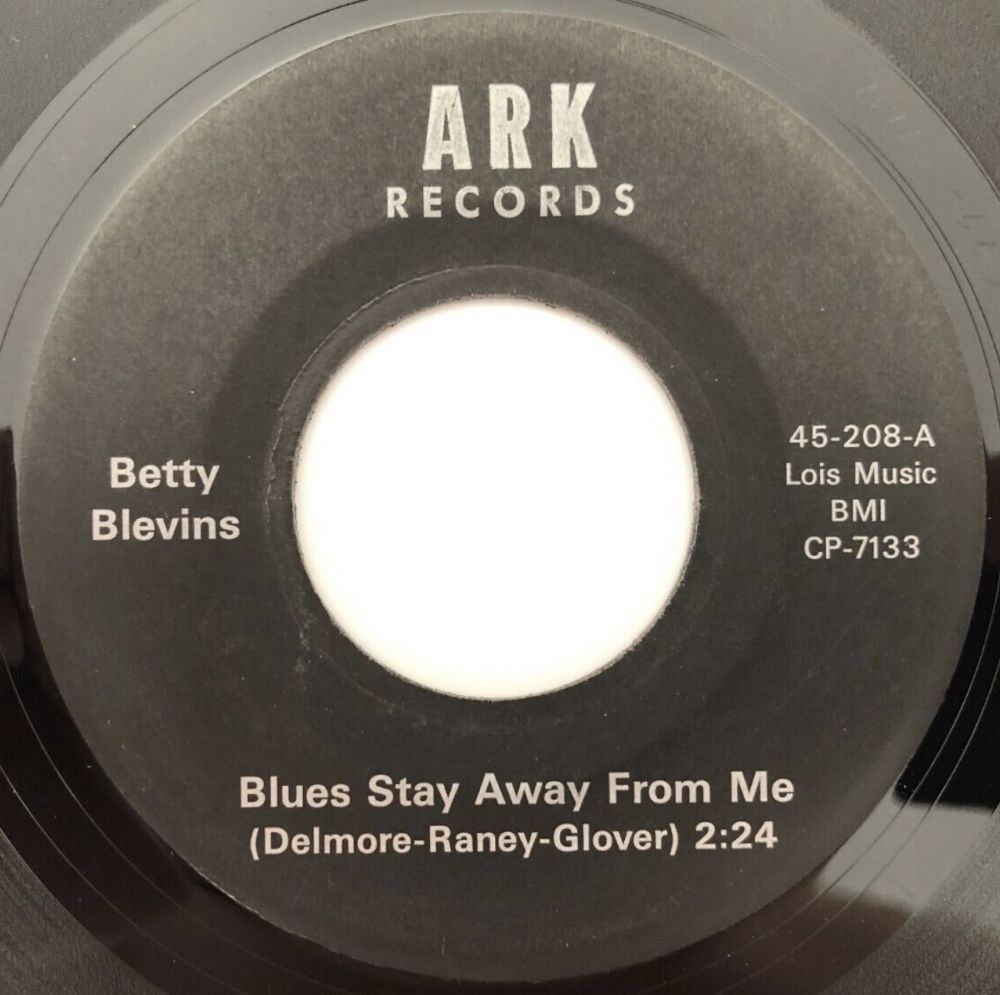 ARK
RECORDS
Betty
Blevins
45-208-A
Lois Music
BMI
CP-7133
Blues Stay Away From Me
(Delmore-Raney-Glover) 2:24